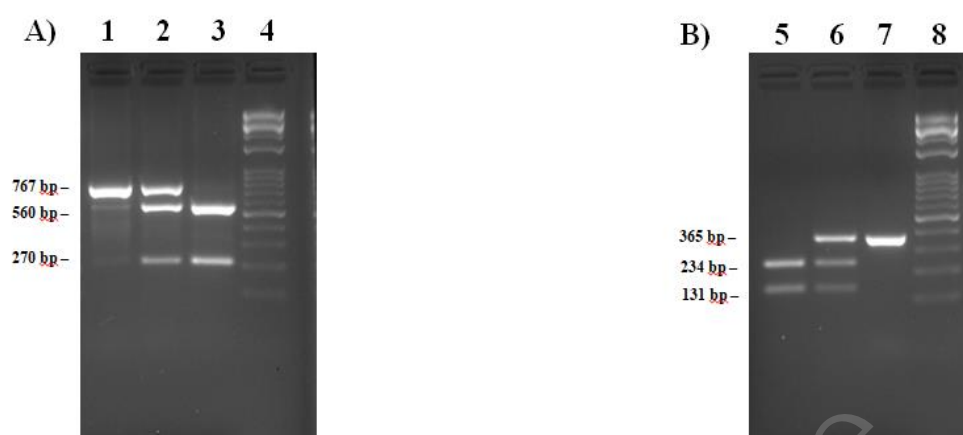 A) 1 2 3 4
767 bp –
560 bp –
270 bp –
B) 5 6 7 8
365 bp –
234 bp –
131 bp –